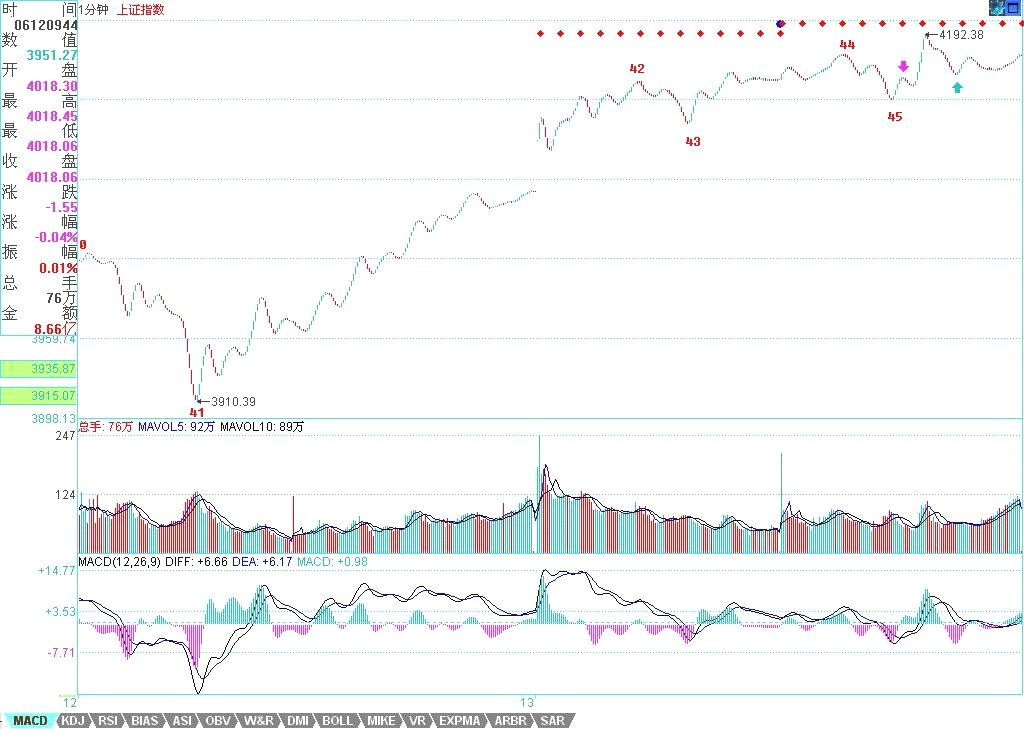 1分钟 上证指数
时 间
06120944
数 值
3951.27
开 盘
4018.30
最 高
4018.45
最 低
4018.06
收 盘
4018.06
涨 跌
-1.55
涨 幅
-0.04%
振 幅
0.01%
总 手
76万
金 额
8.66亿
3959.74
3935.87
3915.07
3898.13
0
41
3910.39
42
43
44
45
4192.38
总手: 76万 MAVOL5: 92万 MAVOL10: 89万
247
124
MACD(12,26,9) DIFF: +6.66 DEA: +6.17 MACD: +0.98
+14.77
+3.53
-7.71
12 13
MACD KDJ RSI BIAS ASI OBV W&R DMI BOLL MIKE VR EXPMA ARBR SAR